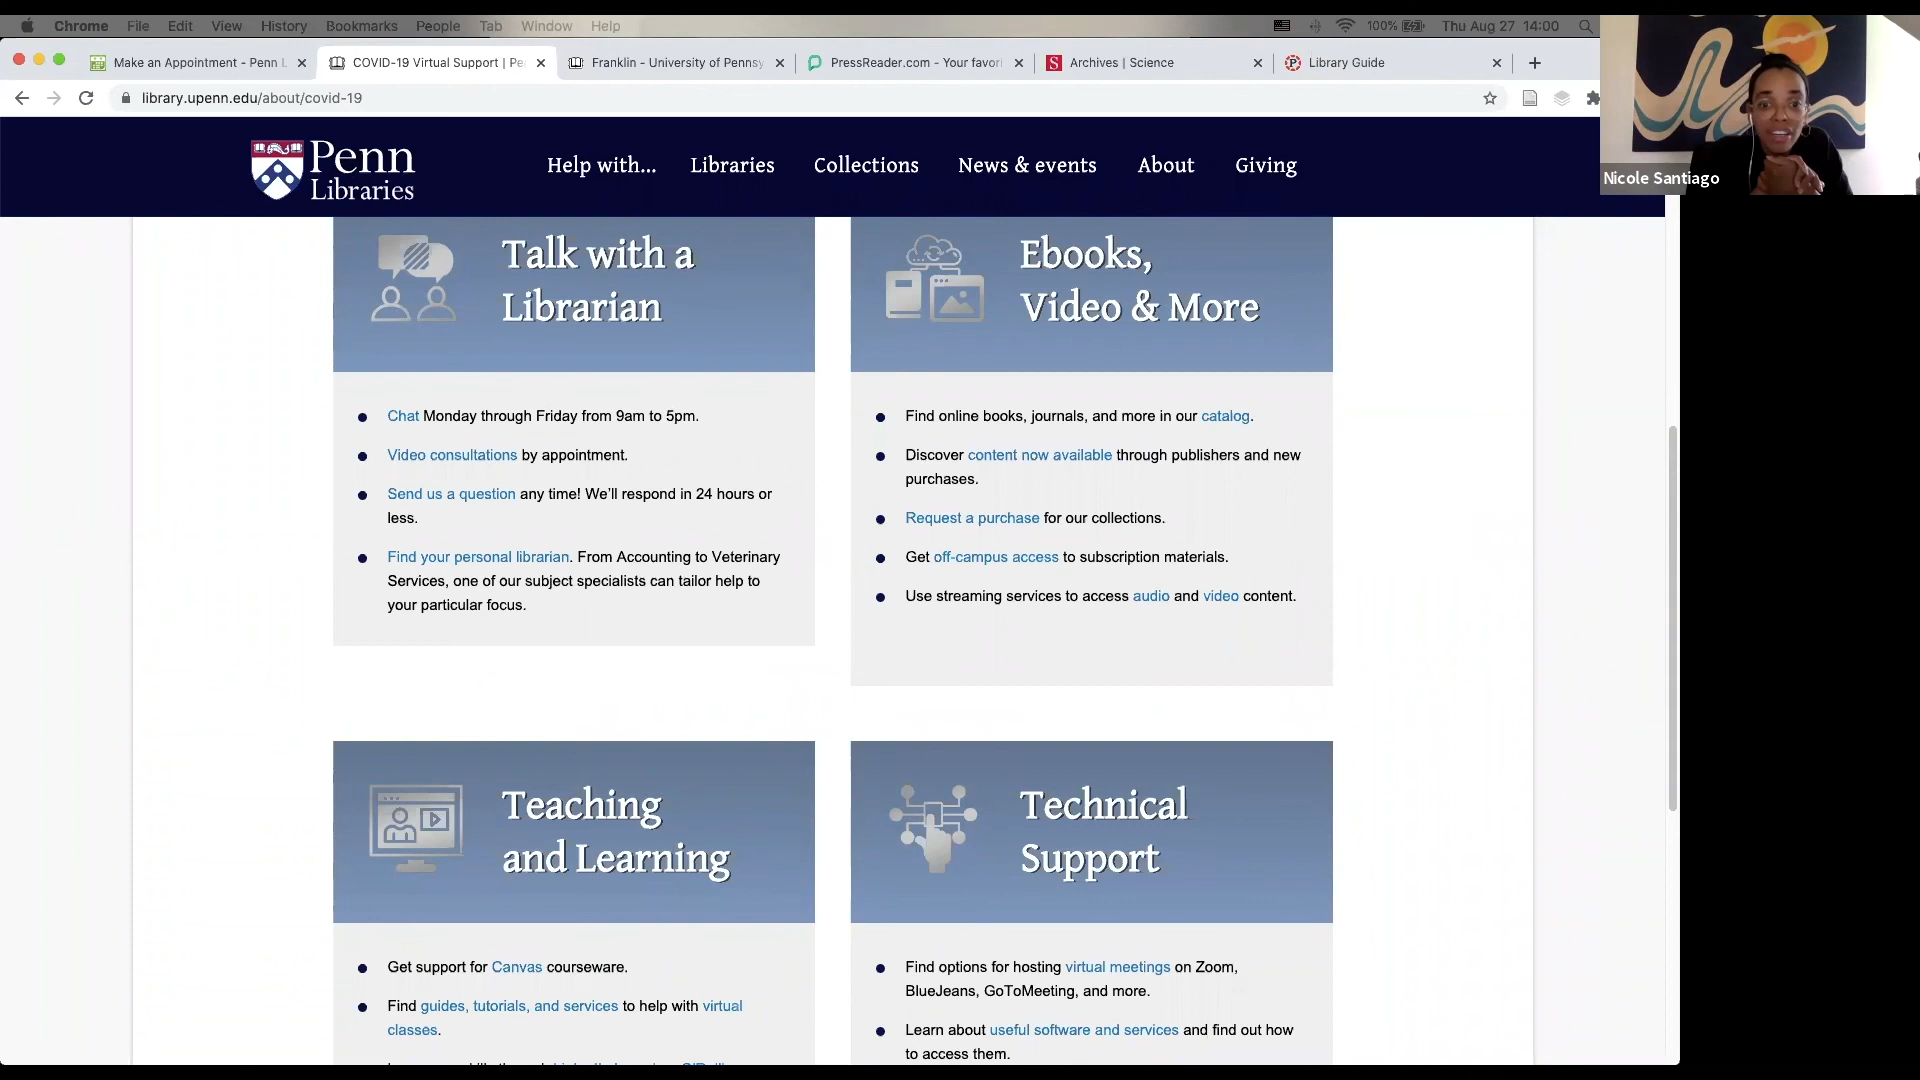 Chrome File Edit View History Bookmarks People Tab Window Help 100% Thu Aug 27 14:00
Make an Appointment - Penn L COVID-19 Virtual Support | Pe Franklin - University of Pennsy PressReader.com - Your favori Archives | Science Library Guide
library.upenn.edu/about/covid-19
Penn
Libraries
Help with... Libraries Collections News & events About Giving
Nicole Santiago
Talk with a
Librarian
Chat Monday through Friday from 9am to 5pm.
Video consultations by appointment.
Send us a question any time! We'll respond in 24 hours or
less.
Find your personal librarian. From Accounting to Veterinary
Services, one of our subject specialists can tailor help to
your particular focus.
Ebooks,
Video & More
Find online books, journals, and more in our catalog.
Discover content now available through publishers and new
purchases.
Request a purchase for our collections.
Get off-campus access to subscription materials.
Use streaming services to access audio and video content.
Teaching
and Learning
Get support for Canvas courseware.
Find guides, tutorials, and services to help with virtual
classes.
Technical
Support
Find options for hosting virtual meetings on Zoom,
BlueJeans, GoToMeeting, and more.
Learn about useful software and services and find out how
to access them.